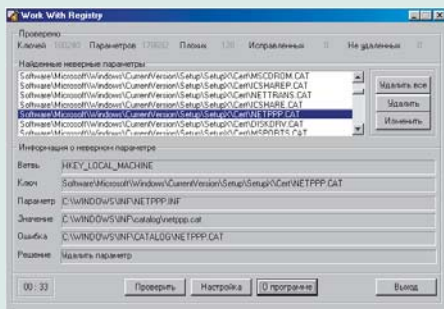 Work With Registry
Проверено
Ключей Параметров Плохих 128 Исправленных 0 Не удаленных 0
Найденные неверные параметры
Software\Microsoft\Windows\CurrentVersion\Setup\SetupX\Cert\MSCDROM.CAT
Software\Microsoft\Windows\CurrentVersion\Setup\SetupX\Cert\ICSHARE.CAT
Software\Microsoft\Windows\CurrentVersion\Setup\SetupX\Cert\NETTRANS.CAT
Software\Microsoft\Windows\CurrentVersion\Setup\SetupX\Cert\ICSHARE.CAT
Software\Microsoft\Windows\CurrentVersion\Setup\SetupX\Cert\NETPPP.CAT
Software\Microsoft\Windows\CurrentVersion\Setup\SetupX\Cert\DISKDRV.CAT
Software\Microsoft\Windows\CurrentVersion\Setup\SetupX\Cert\MSPORTS.CAT
Удалить все
Удалить
Изменить
Информация о неверном параметре
Ветвь HKEY_LOCAL_MACHINE
Ключ Software\Microsoft\Windows\CurrentVersion\Setup\SetupX\Cert\NETPPP.CAT
Параметр C:\WINDOWS\INF\NETPPP.INF
Значение C:\WINDOWS\INF\catalog\netppp.cat
Ошибка C:\WINDOWS\INF\CATALOG\NETPPP.CAT
Решение Удалить параметр
00 : 33 Проверить Настройка О программе Выход